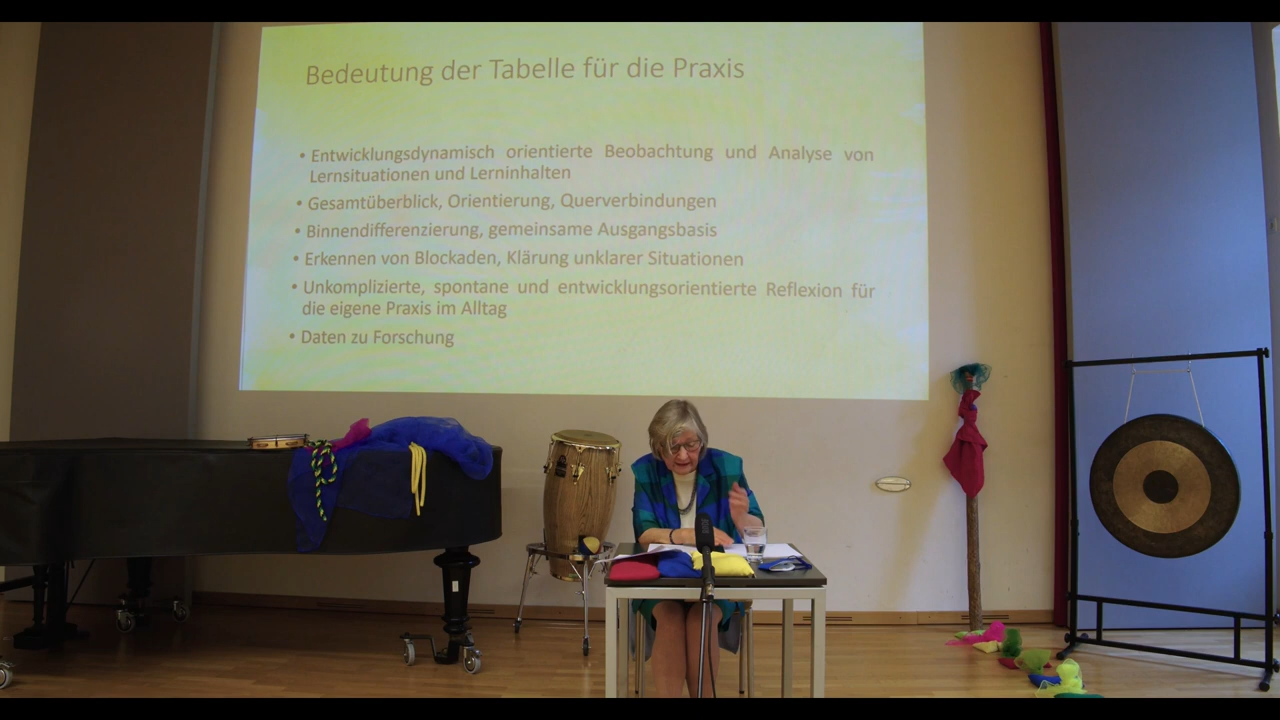 Bedeutung der Tabelle für die Praxis
• Entwicklungsdynamisch orientierte Beobachtung und Analyse von
Lernsituationen und Lerninhalten
• Gesamtüberblick, Orientierung, Querverbindungen
• Binnendifferenzierung, gemeinsame Ausgangsbasis
• Erkennen von Blockaden, Klärung unklarer Situationen
• Unkomplizierte, spontane und entwicklungsorientierte Reflexion für
die eigene Praxis im Alltag
• Daten zu Forschung